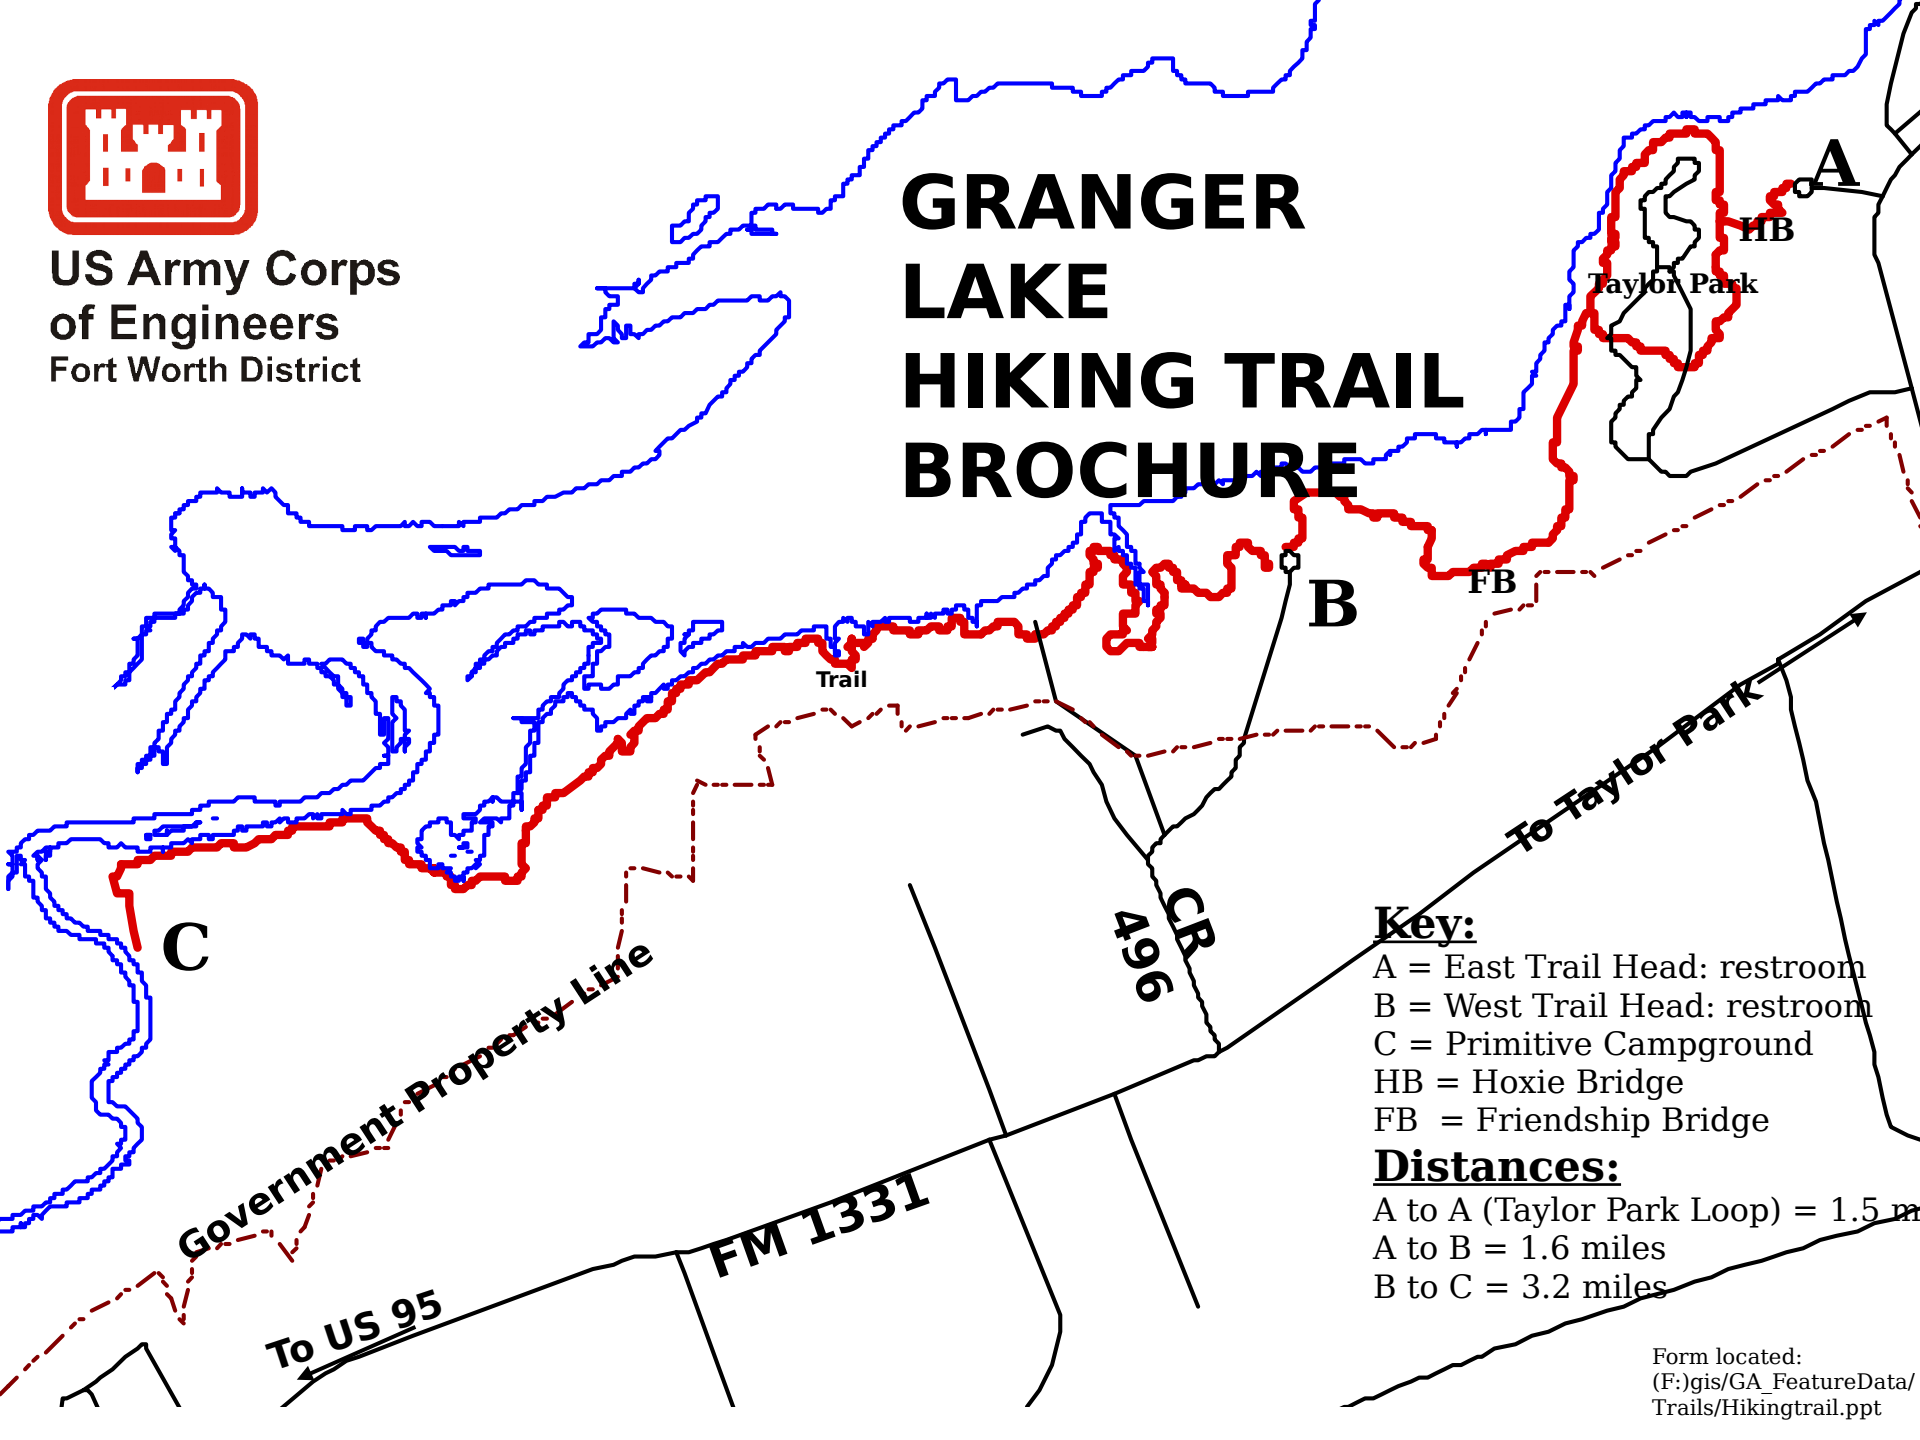 US Army Corps
of Engineers
Fort Worth District
GRANGER
LAKE
HIKING TRAIL
BROCHURE
A
HB
Taylor Park
B
FB
Trail
C
To Taylor Park
CR
496
Government Property Line
FM 1331
To US 95
Key:
A = East Trail Head: restroom
B = West Trail Head: restroom
C = Primitive Campground
HB = Hoxie Bridge
FB  = Friendship Bridge
Distances:
A to A (Taylor Park Loop) = 1.5 m
A to B = 1.6 miles
B to C = 3.2 miles
Form located:
(F:)gis/GA_FeatureData/
Trails/Hikingtrail.ppt